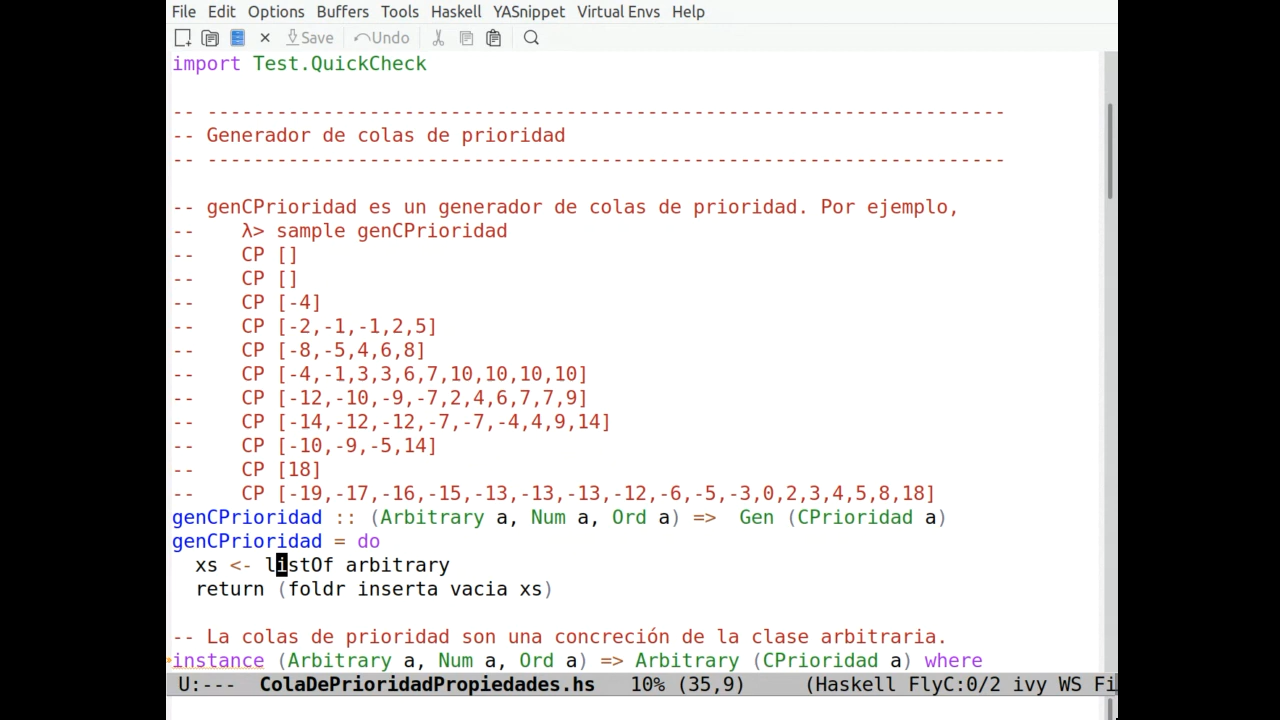 File Edit Options Buffers Tools Haskell YASnippet Virtual Envs Help
Save Undo
import Test.QuickCheck
-- ---------------------------------------------------------------------
-- Generador de colas de prioridad
-- ---------------------------------------------------------------------
-- genCPrioridad es un generador de colas de prioridad. Por ejemplo,
--    λ> sample genCPrioridad
--    CP []
--    CP []
--    CP [-4]
--    CP [-2,-1,-1,2,5]
--    CP [-8,-5,4,6,8]
--    CP [-4,-1,3,3,6,7,10,10,10,10]
--    CP [-12,-10,-9,-7,2,4,6,7,7,9]
--    CP [-14,-12,-12,-7,-7,-4,4,9,14]
--    CP [-10,-9,-5,14]
--    CP [18]
--    CP [-19,-17,-16,-15,-13,-13,-13,-12,-6,-5,-3,0,2,3,4,5,8,18]
genCPrioridad :: (Arbitrary a, Num a, Ord a) =>  Gen (CPrioridad a)
genCPrioridad = do
  xs <- listOf arbitrary
  return (foldr inserta vacia xs)
-- La colas de prioridad son una concreción de la clase arbitraria.
instance (Arbitrary a, Num a, Ord a) => Arbitrary (CPrioridad a) where
U:---  ColaDePrioridadPropiedades.hs   10% (35,9)      (Haskell FlyC:0/2 ivy WS Fi